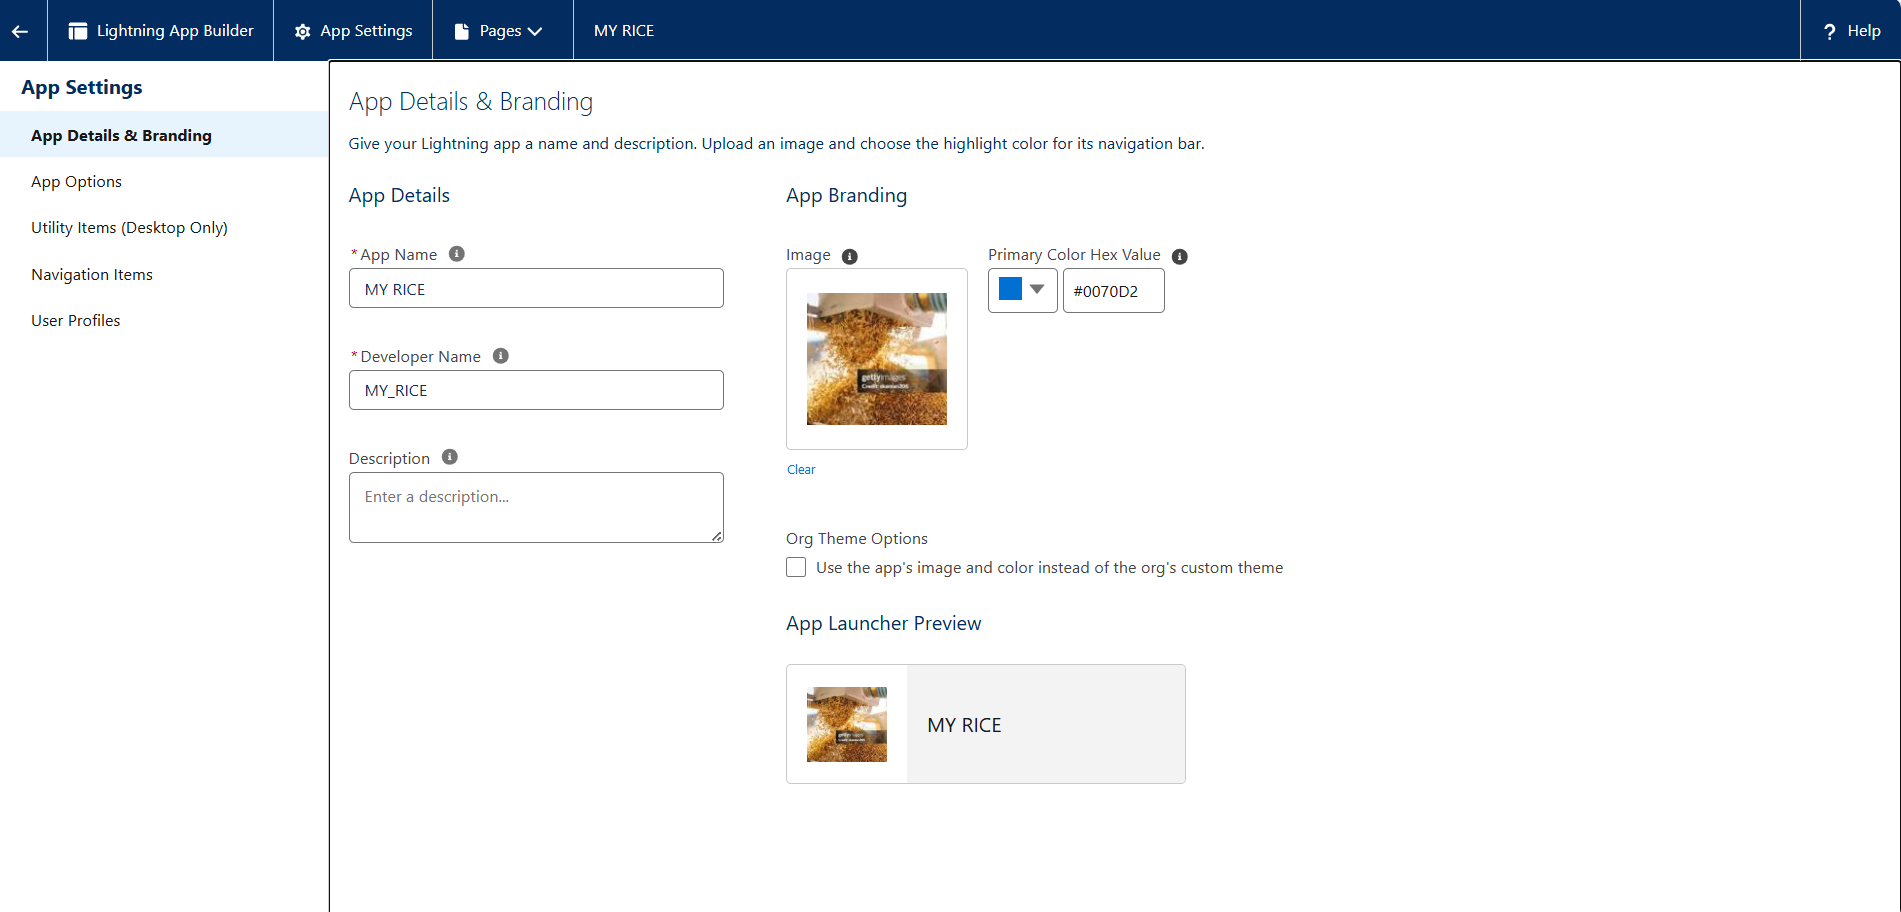 Lightning App Builder
App Settings
Pages
MY RICE
? Help
App Settings
App Details & Branding
App Options
Utility Items (Desktop Only)
Navigation Items
User Profiles
App Details & Branding
Give your Lightning app a name and description. Upload an image and choose the highlight color for its navigation bar.
App Details
*App Name
MY RICE
*Developer Name
MY_RICE
Description
Enter a description...
App Branding
Image
gettyimages
Clear
Primary Color Hex Value
#0070D2
Org Theme Options
Use the app's image and color instead of the org's custom theme
App Launcher Preview
gettyimages
MY RICE